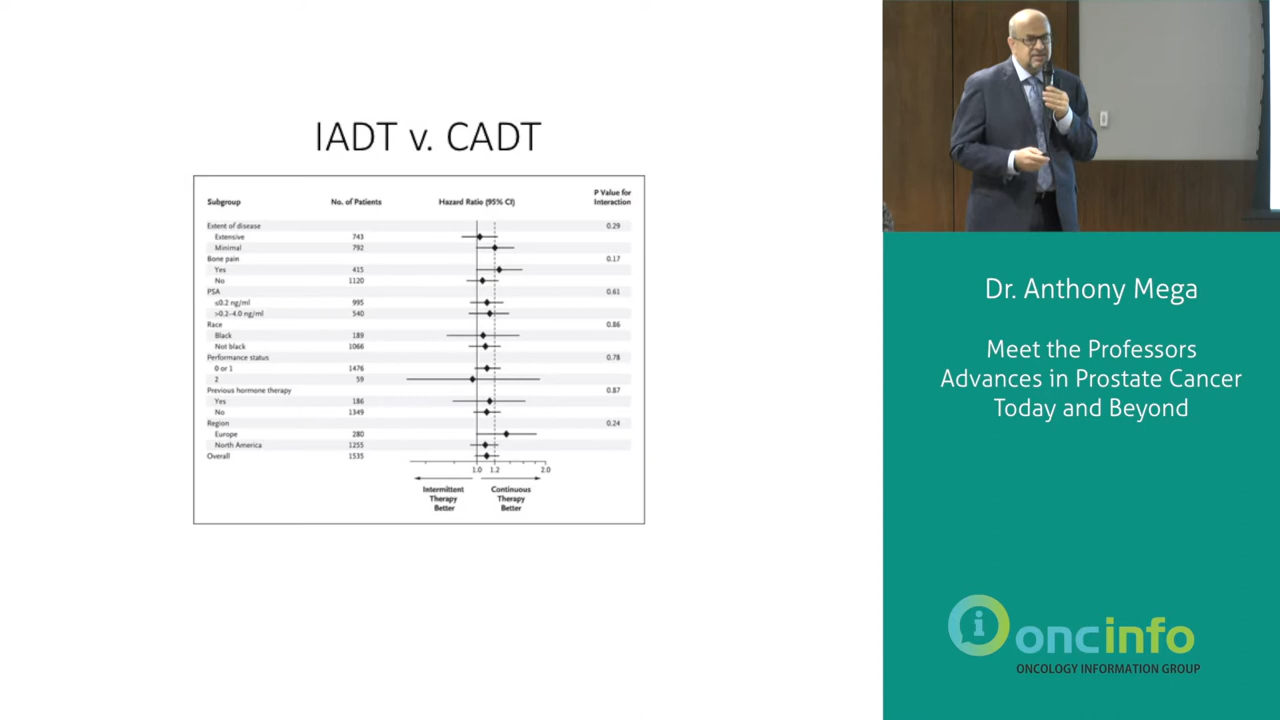 IADT v. CADT
Subgroup No. of Patients Hazard Ratio (95% CI) P Value for Interaction
Extent of disease 0.29
Extensive 743
Minimal 792
Bone pain 0.17
Yes 415
No 1120
PSA 0.61
≤0.2 ng/ml 995
>0.2–4.0 ng/ml 540
Race 0.86
Black 189
Not black 1066
Performance status 0.78
0 or 1 1476
2 59
Previous hormone therapy 0.87
Yes 186
No 1349
Region 0.24
Europe 280
North America 1255
Overall 1535
1.0 1.2 2.0
Intermittent Therapy Better
Continuous Therapy Better
Dr. Anthony Mega
Meet the Professors
Advances in Prostate Cancer
Today and Beyond
i oncinfo
ONCOLOGY INFORMATION GROUP